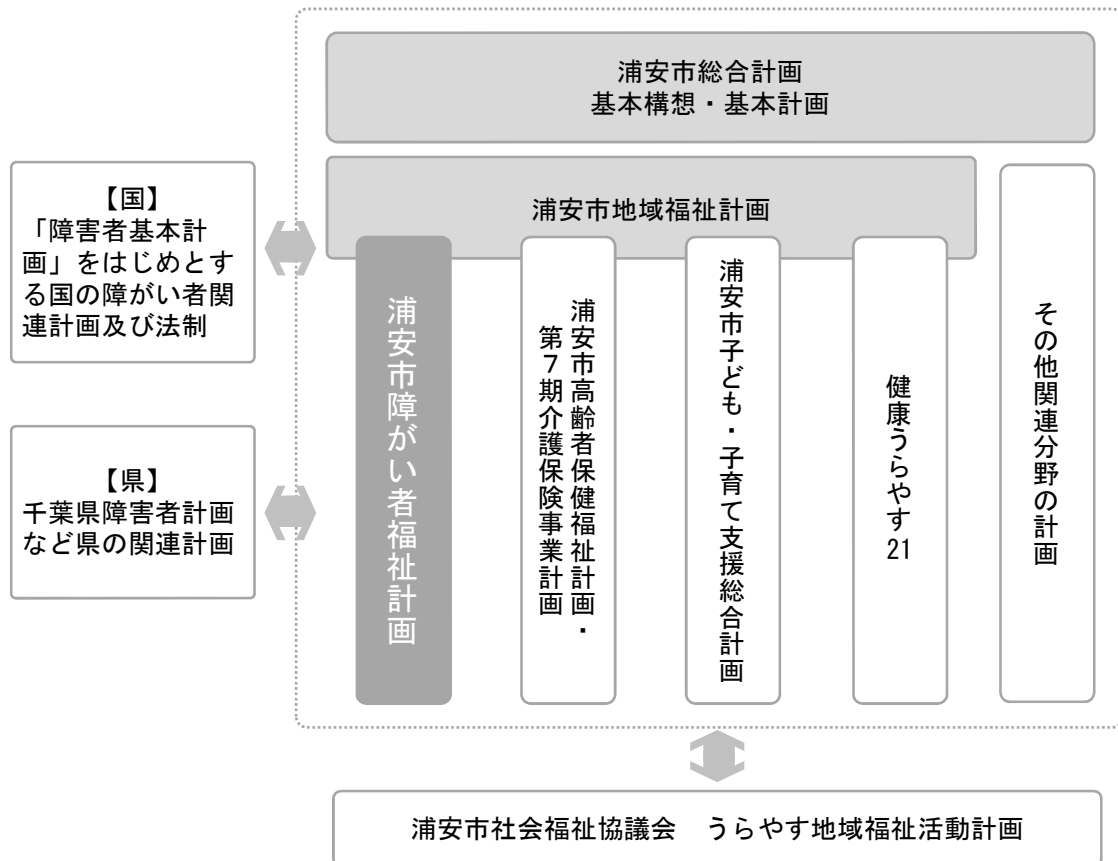 浦安市総合計画
基本構想・基本計画
浦安市地域福祉計画
【国】
「障害者基本計
画」をはじめとす
る国の障がい者関
連計画及び法制
【県】
千葉県障害者計画
など県の関連計画
浦安市障がい者福祉計画
浦安市高齢者保健福祉計画・
第７期介護保険事業計画
浦安市子ども・子育て支援総合計画
健康うらやす21
その他関連分野の計画
浦安市社会福祉協議会　うらやす地域福祉活動計画